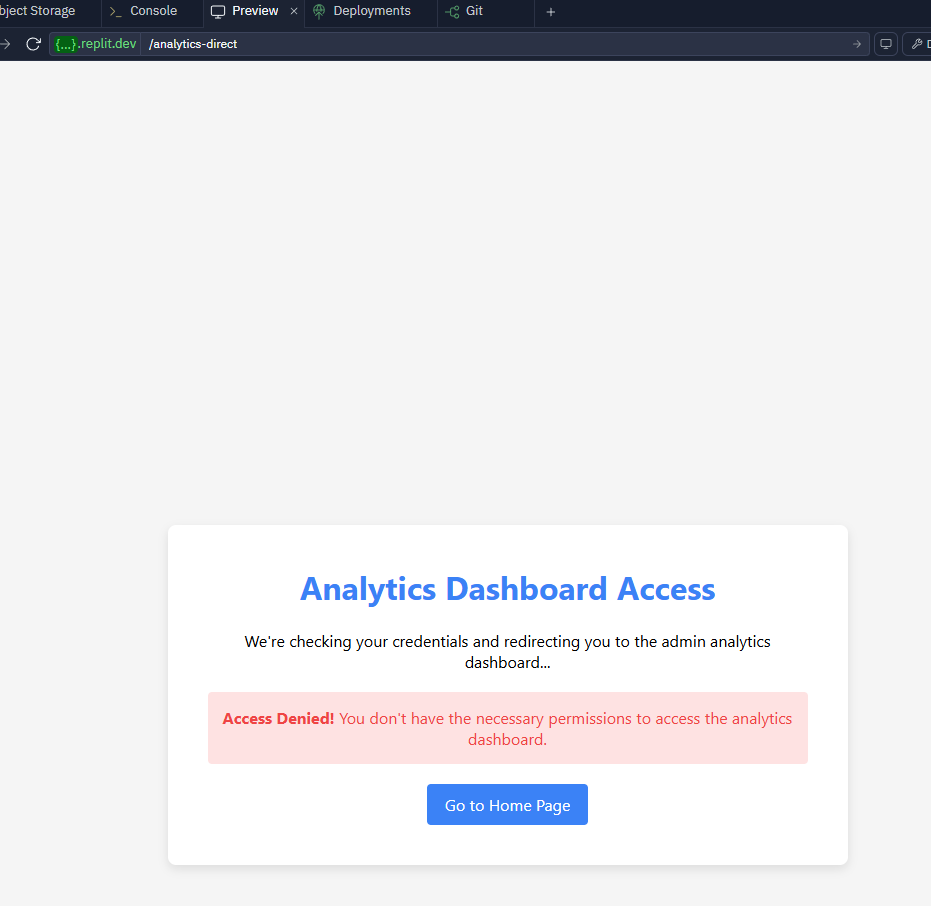 bject Storage Console Preview Deployments Git
{...}.replit.dev /analytics-direct
Analytics Dashboard Access
We're checking your credentials and redirecting you to the admin analytics
dashboard...
Access Denied! You don't have the necessary permissions to access the analytics
dashboard.
Go to Home Page